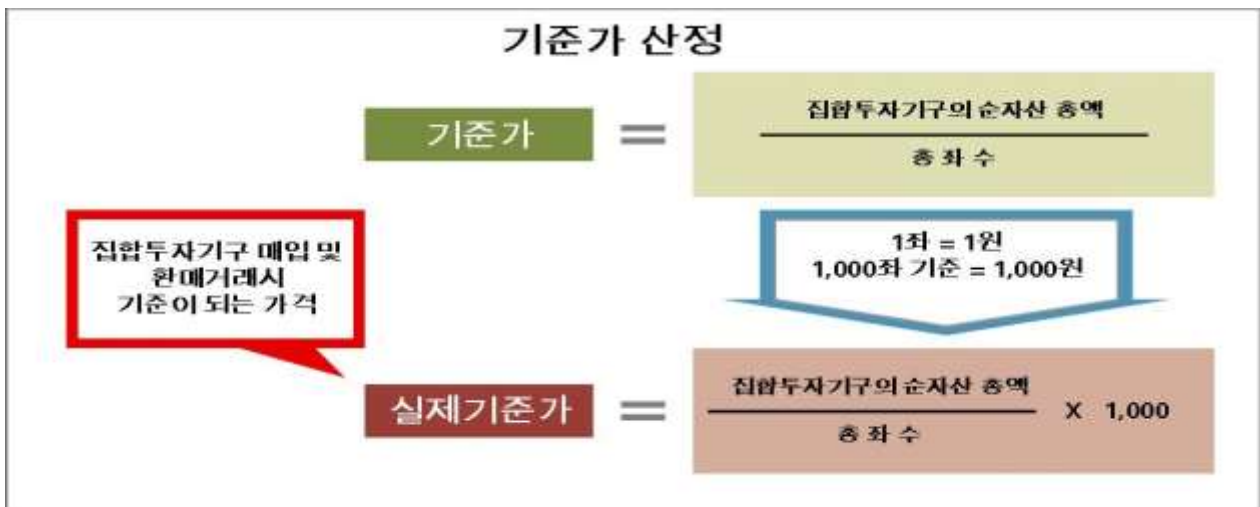 기준가 산정
기준가 = 집합투자기구의 순자산 총액
총 좌 수
집합투자기구 매입 및
환매거래시
기준이 되는 가격
1좌 = 1원
1,000좌 기준 = 1,000원
실제기준가 = 집합투자기구의 순자산 총액
총 좌 수
X 1,000